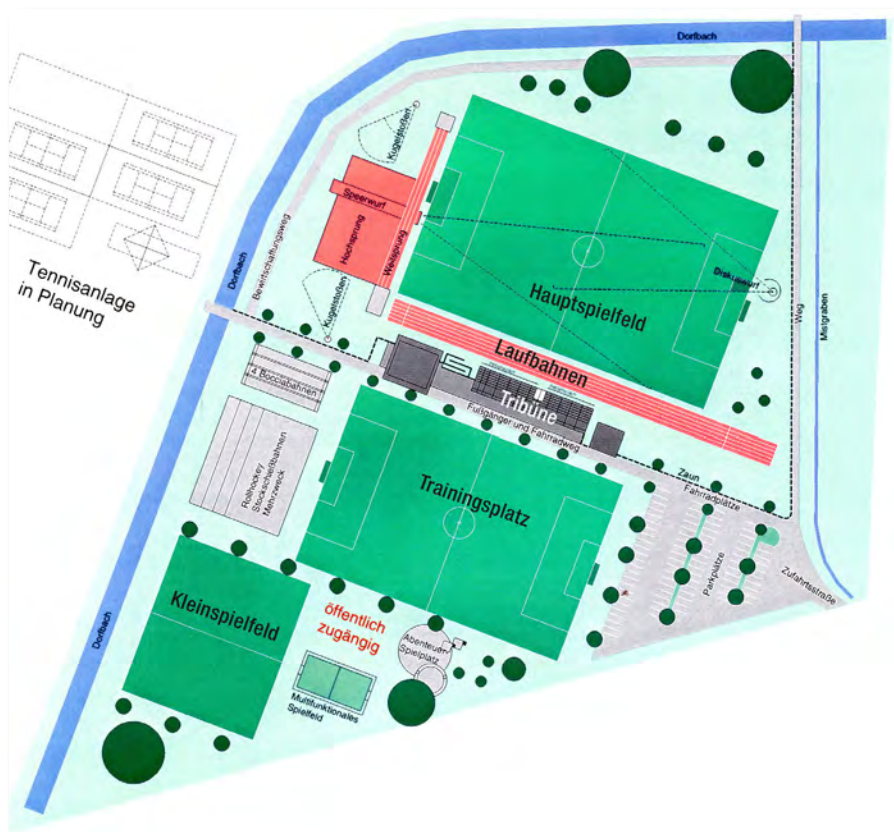 Dorfbach
Kugelstoßen
Speerwurf
Hochsprung
Weitsprung
Bewirtschaftungsweg
Dorfbach
Tennisanlage
in Planung
Kugelstoßen
Diskuswurf
Hauptspielfeld
Weg
Mistgraben
Laufbahnen
4 Bocciabahnen
Tribüne
Fußgänger und Fahrradweg
Zaun
Rollhockey
Stockschießbahnen
Mehrzweck
Trainingsplatz
Fahrradplätze
Parkplätze
Zufahrtsstraße
Kleinspielfeld
öffentlich
zugängig
Abenteuer
Spielplatz
Dorfbach
Multifunktionales
Spielfeld